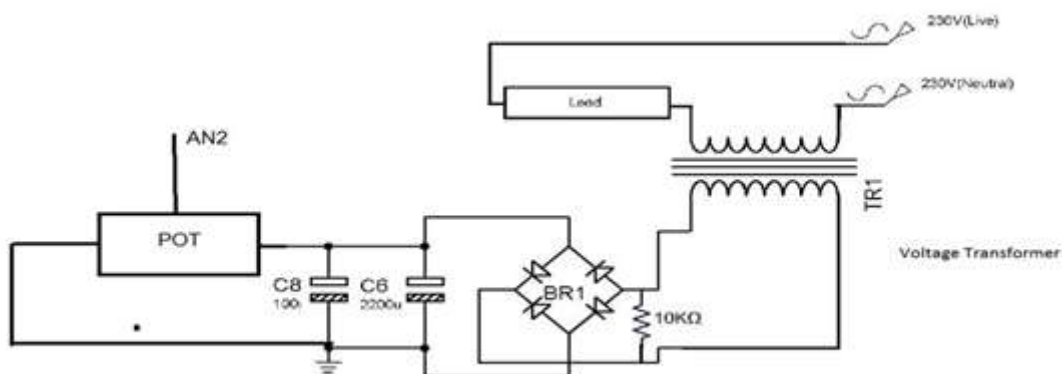 230V(Live)
Load
230V(Neutral)
AN2
TR1
POT
Voltage Transformer
C8
C6
BR1
2200u
10KΩ